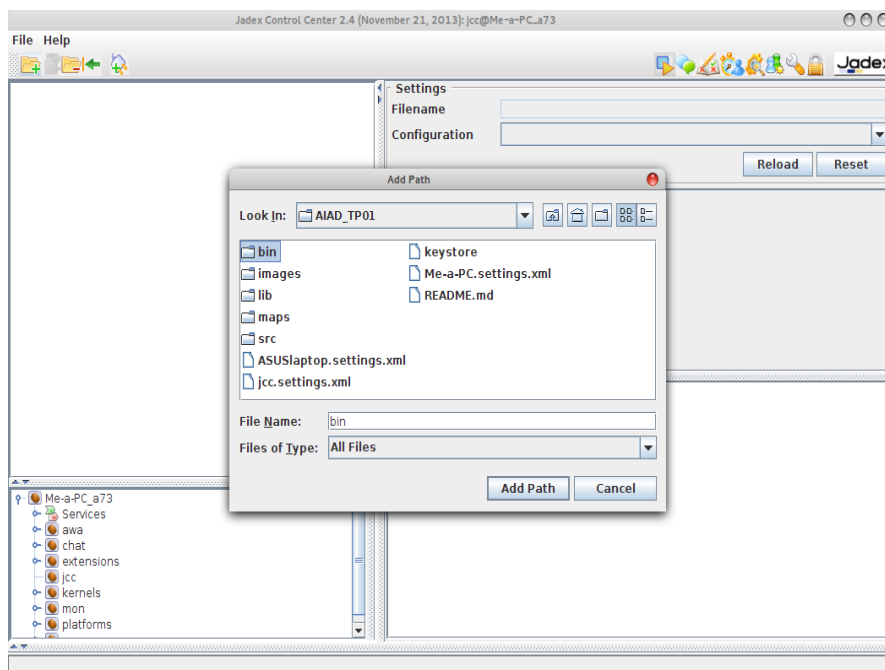 Jadex Control Center 2.4 (November 21, 2013): jcc@Me-a-PC_a73
File Help
Jadex
Settings
Filename
Configuration
Reload Reset
Add Path
Look In: AIAD_TP01
bin
images
lib
maps
src
ASUSlaptop.settings.xml
jcc.settings.xml
keystore
Me-a-PC.settings.xml
README.md
File Name: bin
Files of Type: All Files
Add Path Cancel
Me-a-PC_a73
Services
awa
chat
extensions
jcc
kernels
mon
platforms